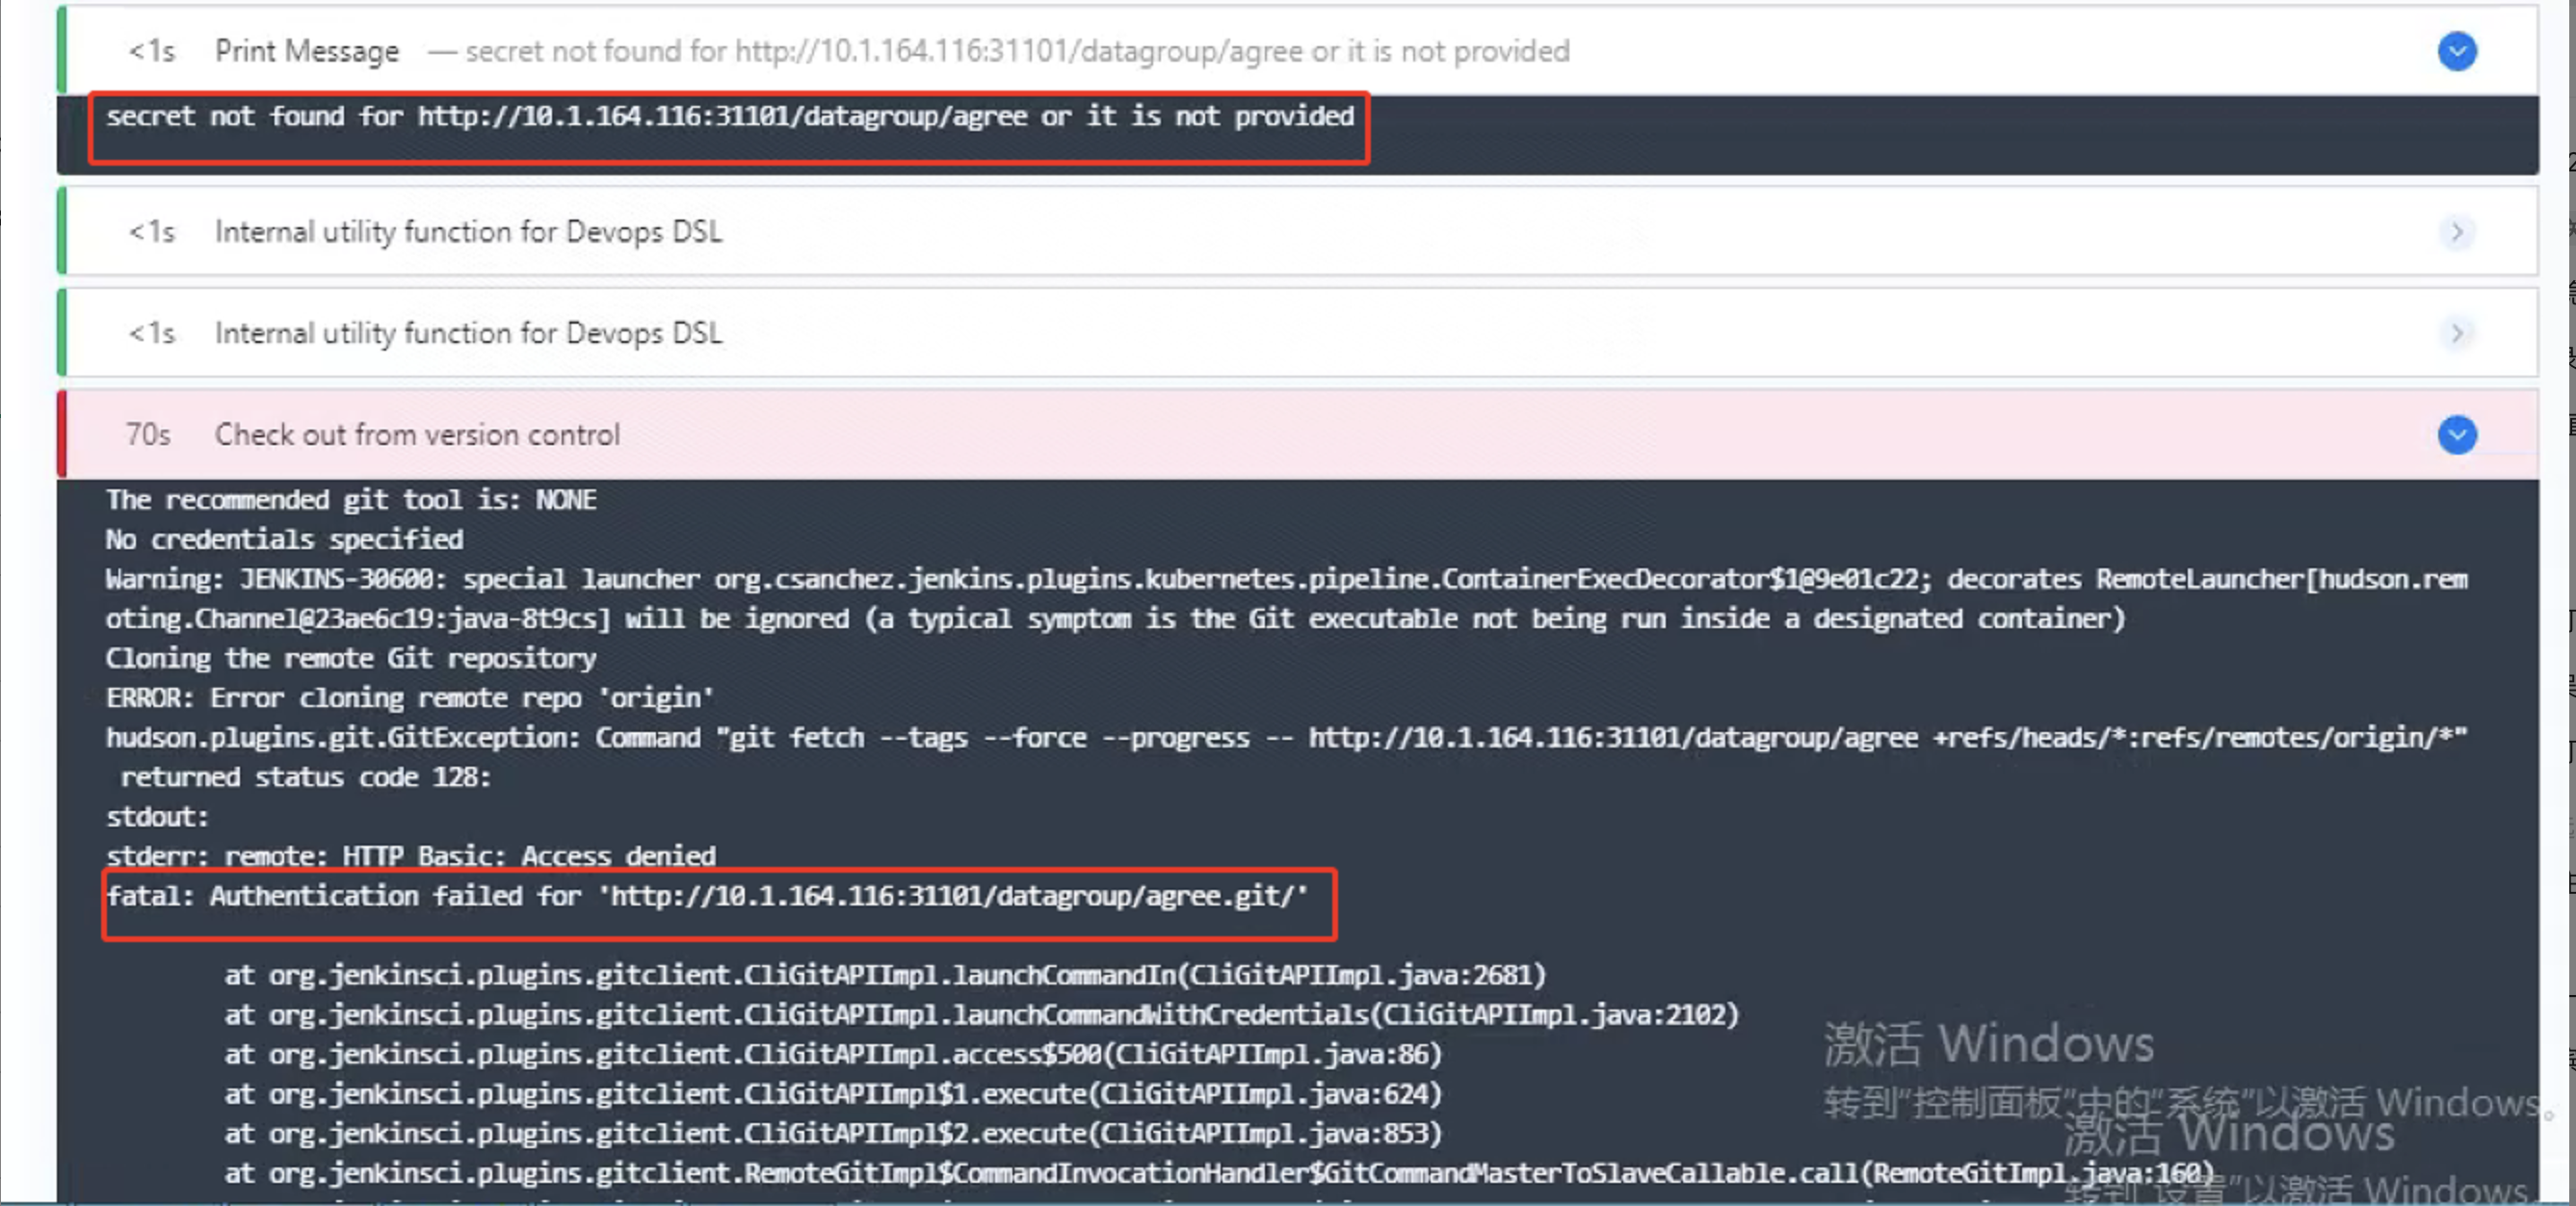 <1s Print Message — secret not found for http://10.1.164.116:31101/datagroup/agree or it is not provided
secret not found for http://10.1.164.116:31101/datagroup/agree or it is not provided
<1s Internal utility function for Devops DSL
<1s Internal utility function for Devops DSL
70s Check out from version control
The recommended git tool is: NONE
No credentials specified
Warning: JENKINS-30600: special launcher org.csanchez.jenkins.plugins.kubernetes.pipeline.ContainerExecDecorator$1@9e01c22; decorates RemoteLauncher[hudson.rem
oting.Channel@23ae6c19:java-8t9cs] will be ignored (a typical symptom is the Git executable not being run inside a designated container)
Cloning the remote Git repository
ERROR: Error cloning remote repo 'origin'
hudson.plugins.git.GitException: Command "git fetch --tags --force --progress -- http://10.1.164.116:31101/datagroup/agree +refs/heads/*:refs/remotes/origin/*"
returned status code 128:
stdout:
stderr: remote: HTTP Basic: Access denied
fatal: Authentication failed for 'http://10.1.164.116:31101/datagroup/agree.git/'
at org.jenkinsci.plugins.gitclient.CliGitAPIImpl.launchCommandIn(CliGitAPIImpl.java:2681)
at org.jenkinsci.plugins.gitclient.CliGitAPIImpl.launchCommandWithCredentials(CliGitAPIImpl.java:2102)
at org.jenkinsci.plugins.gitclient.CliGitAPIImpl.access$500(CliGitAPIImpl.java:86)
at org.jenkinsci.plugins.gitclient.CliGitAPIImpl$1.execute(CliGitAPIImpl.java:624)
at org.jenkinsci.plugins.gitclient.CliGitAPIImpl$2.execute(CliGitAPIImpl.java:853)
at org.jenkinsci.plugins.gitclient.RemoteGitImpl$CommandInvocationHandler$GitCommandMasterToSlaveCallable.call(RemoteGitImpl.java:160)
激活 Windows
转到"控制面板"中的"系统"以激活 Windows。
激活 Windows
转到"设置"以激活 Windows。